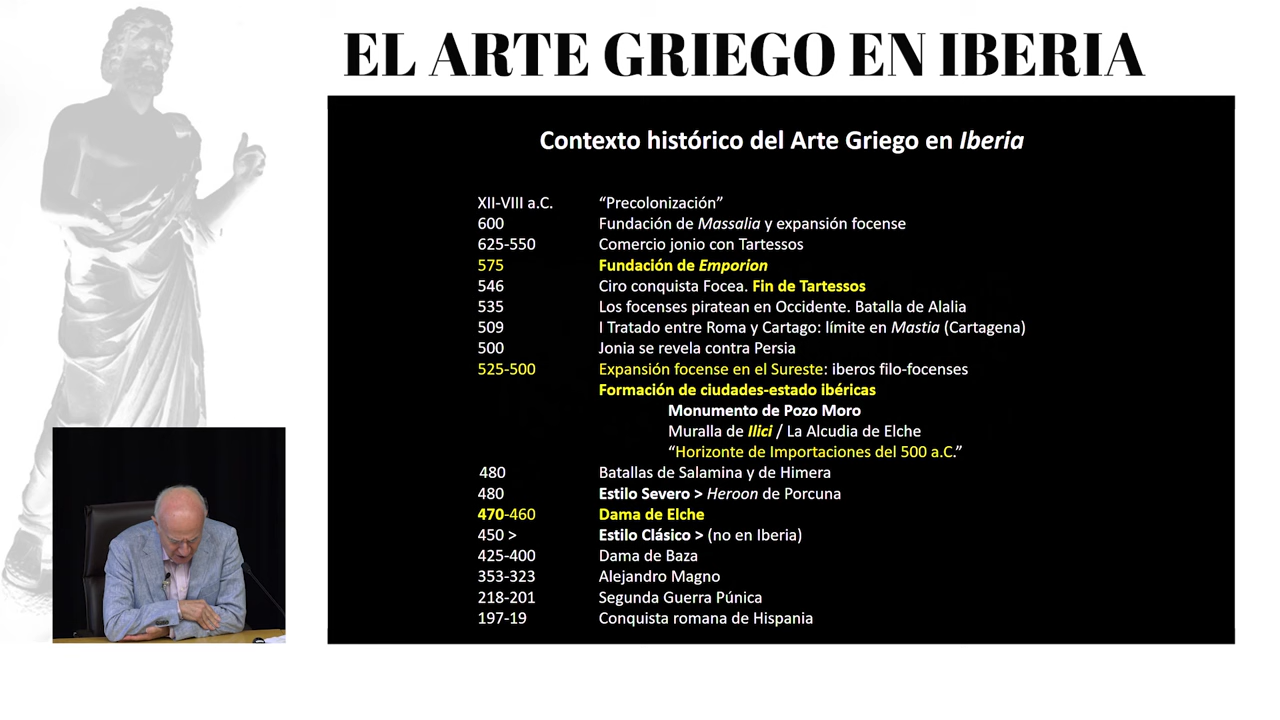 EL ARTE GRIEGO EN IBERIA
Contexto histórico del Arte Griego en Iberia
XII-VIII a.C. “Precolonización”
600 Fundación de Massalia y expansión focense
625-550 Comercio jonio con Tartessos
575 Fundación de Emporion
546 Ciro conquista Focea. Fin de Tartessos
535 Los focenses piratean en Occidente. Batalla de Alalia
509 I Tratado entre Roma y Cartago: límite en Mastia (Cartagena)
500 Jonia se revela contra Persia
525-500 Expansión focense en el Sureste: iberos filo-focenses
Formación de ciudades-estado ibéricas
Monumento de Pozo Moro
Muralla de Ilici / La Alcudia de Elche
“Horizonte de Importaciones del 500 a.C.”
480 Batallas de Salamina y de Himera
480 Estilo Severo > Heroon de Porcuna
470-460 Dama de Elche
450 > Estilo Clásico > (no en Iberia)
425-400 Dama de Baza
353-323 Alejandro Magno
218-201 Segunda Guerra Púnica
197-19 Conquista romana de Hispania